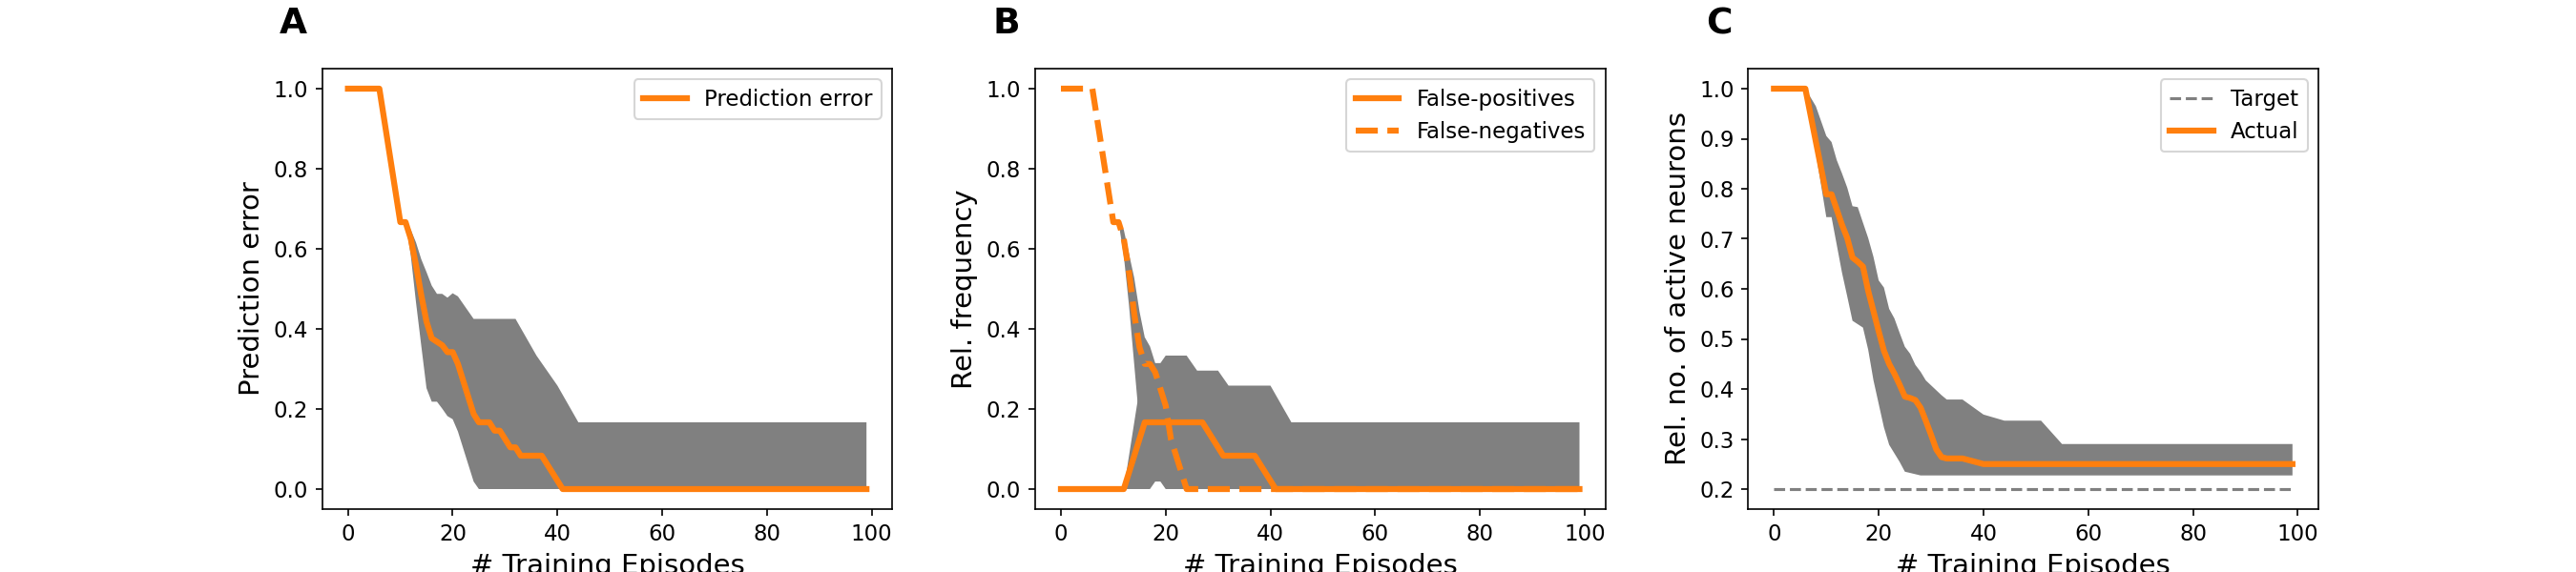 A
Prediction error
1.0
0.8
0.6
0.4
0.2
0.0
Prediction error
0
20
40
60
80
100
# Training Episodes
B
Rel. frequency
1.0
0.8
0.6
0.4
0.2
0.0
False-positives
False-negatives
0
20
40
60
80
100
# Training Episodes
C
Rel. no. of active neurons
1.0
0.9
0.8
0.7
0.6
0.5
0.4
0.3
0.2
Target
Actual
0
20
40
60
80
100
# Training Episodes